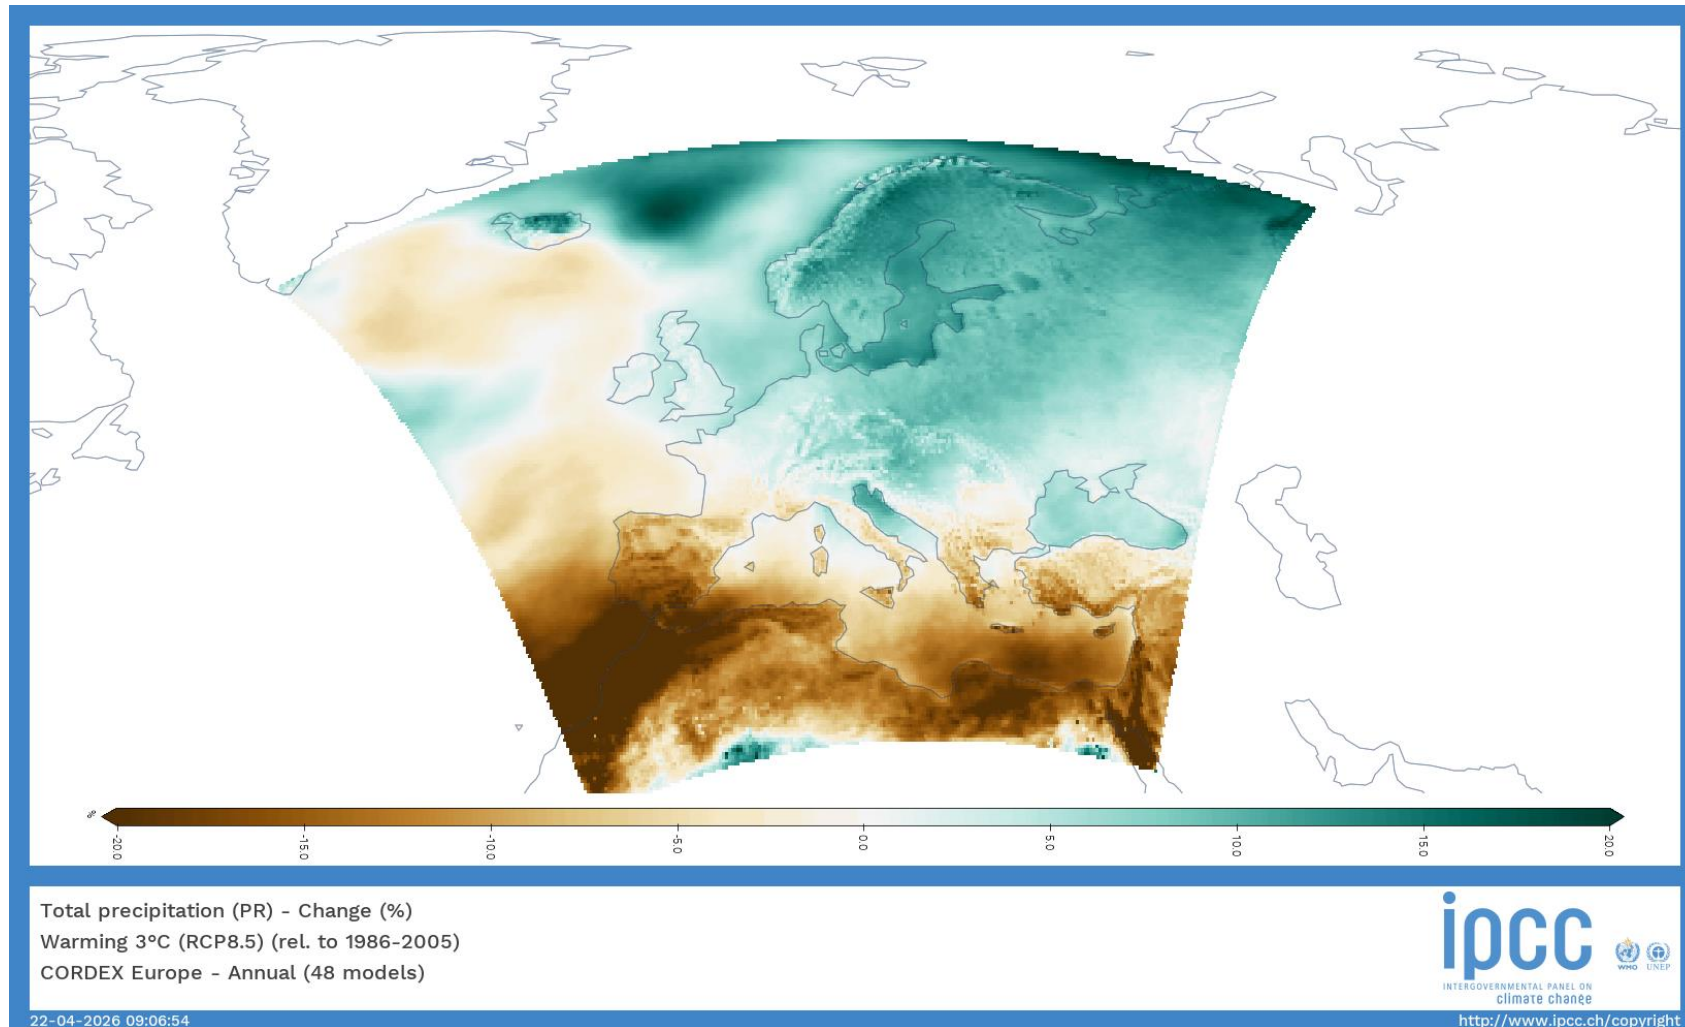 %
-20.0
-15.0
-10.0
-5.0
0.0
5.0
10.0
15.0
20.0
Total precipitation (PR) - Change (%)
Warming 3°C (RCP8.5) (rel. to 1986-2005)
CORDEX Europe - Annual (48 models)
ipcc
INTERGOVERNMENTAL PANEL ON
climate change
WMO
UNEP
22-04-2026 09:06:54
http://www.ipcc.ch/copyright